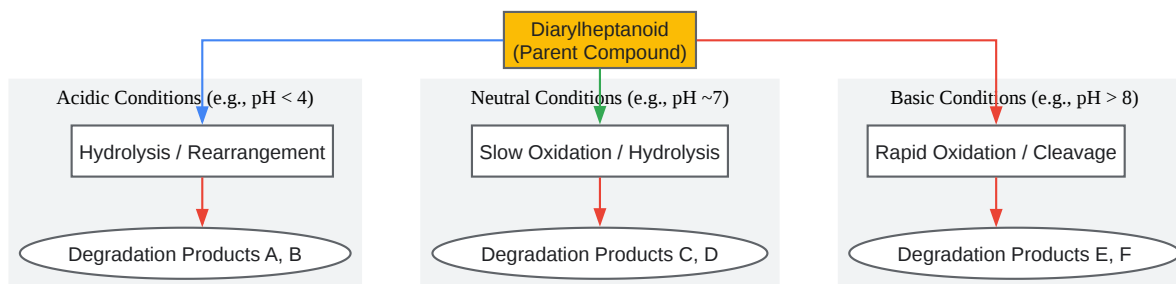 Diarylheptanoid
(Parent Compound)
Acidic Conditions (e.g., pH < 4)
Neutral Conditions (e.g., pH ~7)
Basic Conditions (e.g., pH > 8)
Hydrolysis / Rearrangement
Slow Oxidation / Hydrolysis
Rapid Oxidation / Cleavage
Degradation Products A, B
Degradation Products C, D
Degradation Products E, F